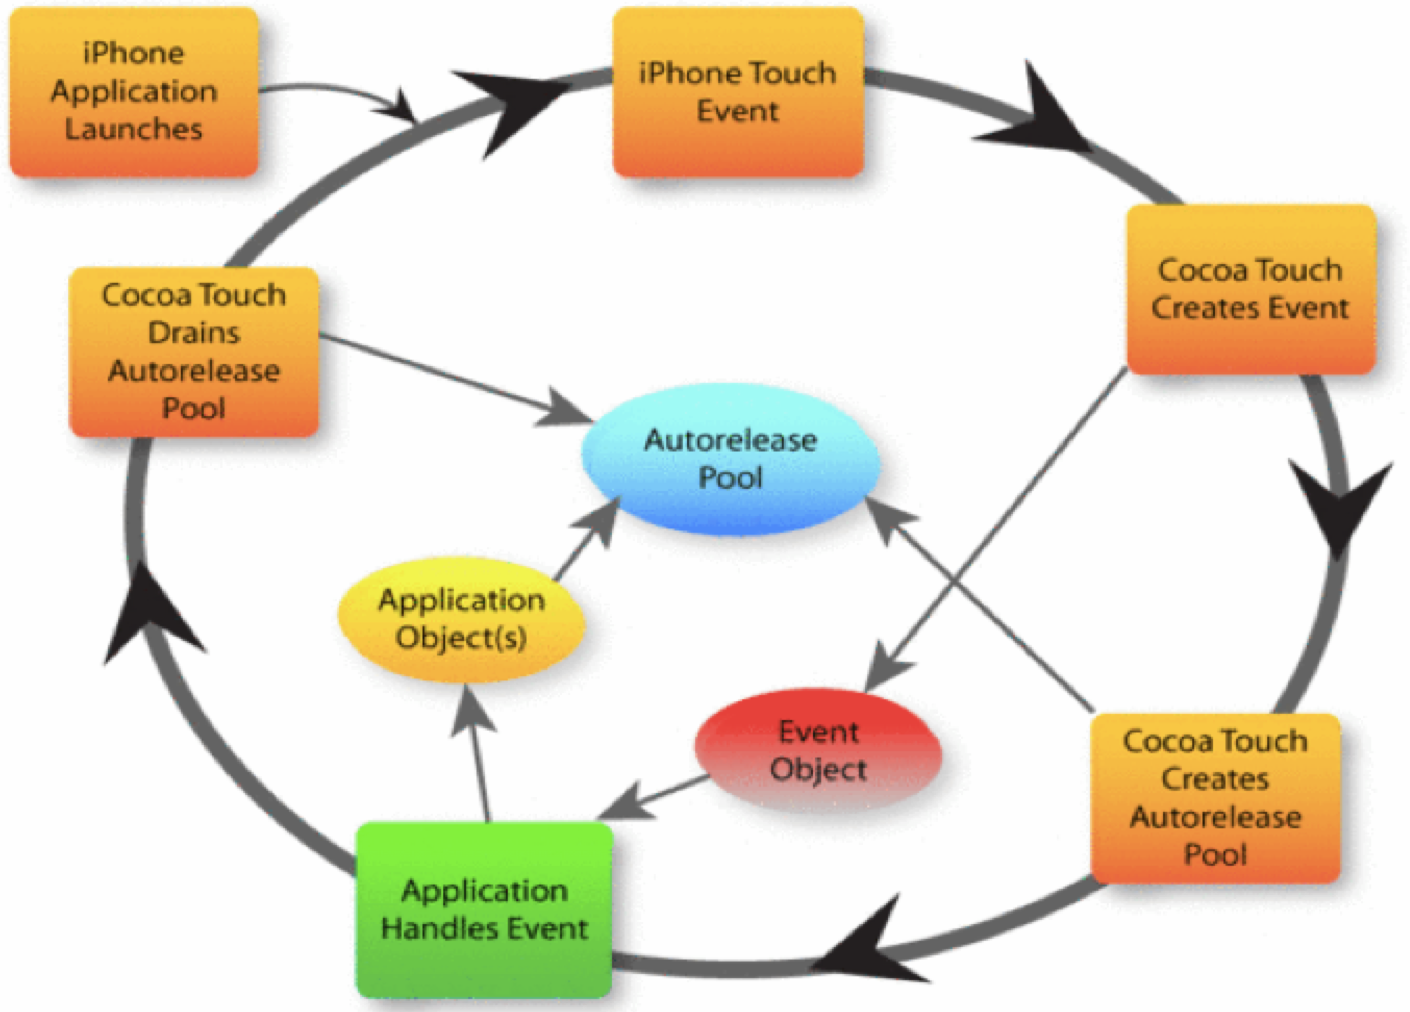 iPhone
Application
Launches
iPhone Touch
Event
Cocoa Touch
Creates Event
Cocoa Touch
Drains
Autorelease
Pool
Autorelease
Pool
Application
Object(s)
Event
Object
Cocoa Touch
Creates
Autorelease
Pool
Application
Handles Event